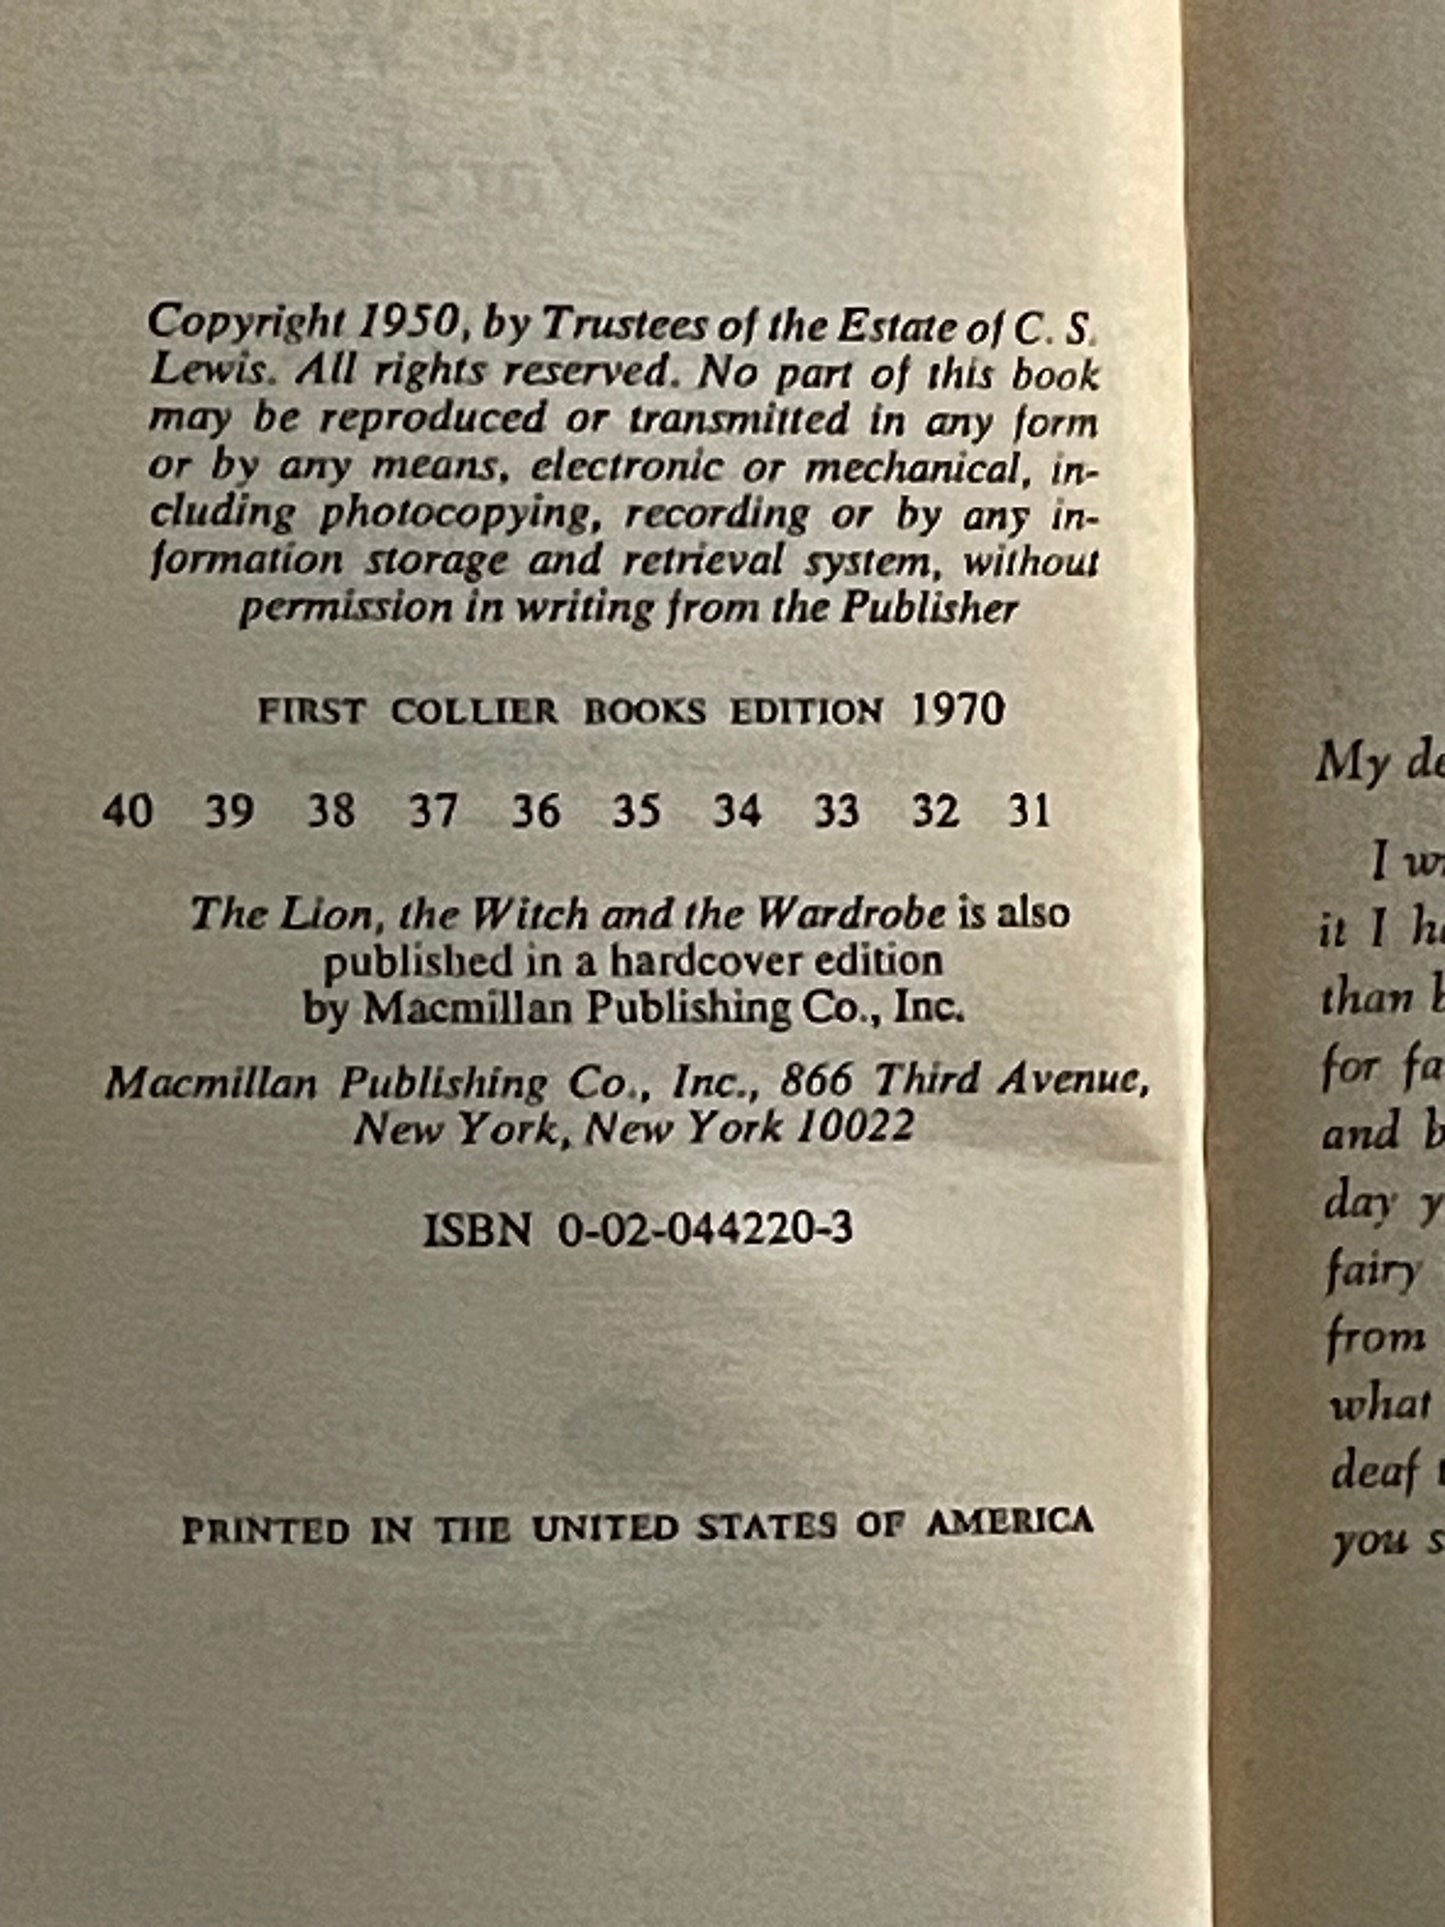 Copyright 1950, by Trustees of the Estate of C. S.
Lewis. All rights reserved. No part of this book
may be reproduced or transmitted in any form
or by any means, electronic or mechanical, in-
cluding photocopying, recording or by any in-
formation storage and retrieval system, without
permission in writing from the Publisher
FIRST COLLIER BOOKS EDITION 1970
40 39 38 37 36 35 34 33 32 31
The Lion, the Witch and the Wardrobe is also
published in a hardcover edition
by Macmillan Publishing Co., Inc.
Macmillan Publishing Co., Inc., 866 Third Avenue,
New York, New York 10022
ISBN 0-02-044220-3
PRINTED IN THE UNITED STATES OF AMERICA
My
I
it I
than
for
and
day
fairy
from
what
deaf
you